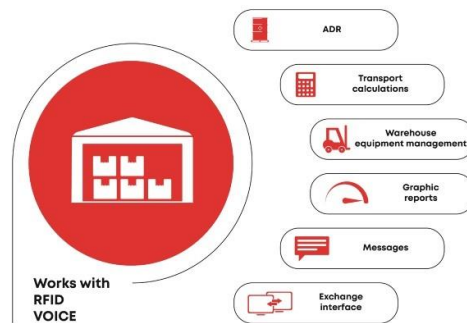 ADR
Transport
calculations
Warehouse
equipment management
Graphic
reports
Messages
Exchange
interface
Works with
RFID
VOICE